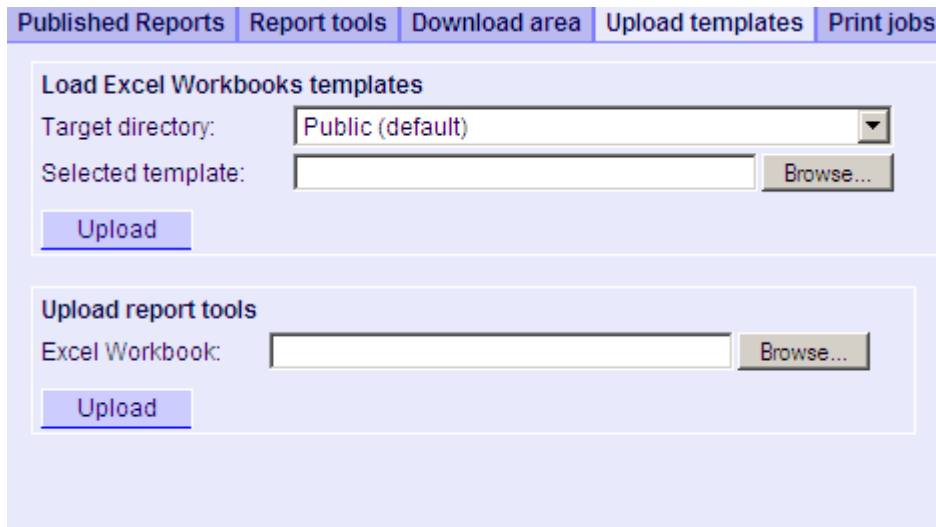 Published Reports Report tools Download area Upload templates Print jobs
Load Excel Workbooks templates
Target directory: Public (default)
Selected template: Browse...
Upload
Upload report tools
Excel Workbook: Browse...
Upload